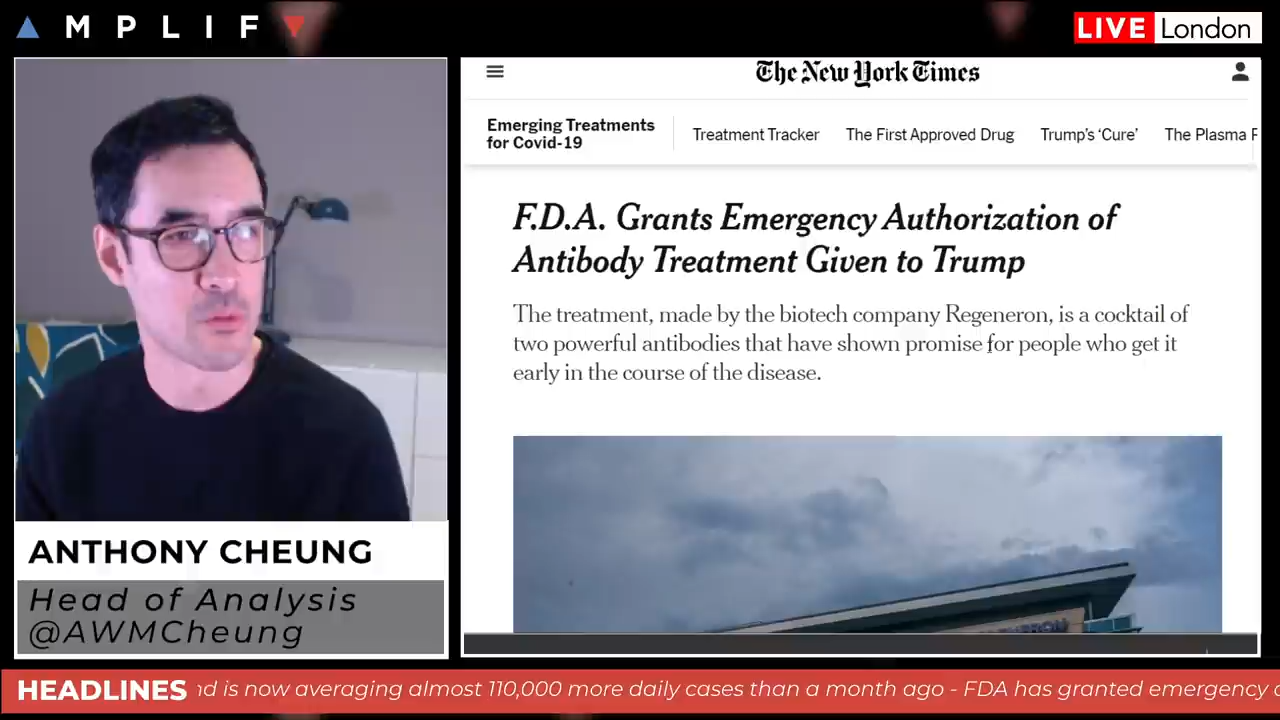 AMPLIFY
LIVE London
The New York Times
Emerging Treatments
for Covid-19
Treatment Tracker
The First Approved Drug
Trump's 'Cure'
The Plasma
F.D.A. Grants Emergency Authorization of
Antibody Treatment Given to Trump
The treatment, made by the biotech company Regeneron, is a cocktail of
two powerful antibodies that have shown promise for people who get it
early in the course of the disease.
ANTHONY CHEUNG
Head of Analysis
@AWMCheung
HEADLINES
is now averaging almost 110,000 more daily cases than a month ago - FDA has granted emergency